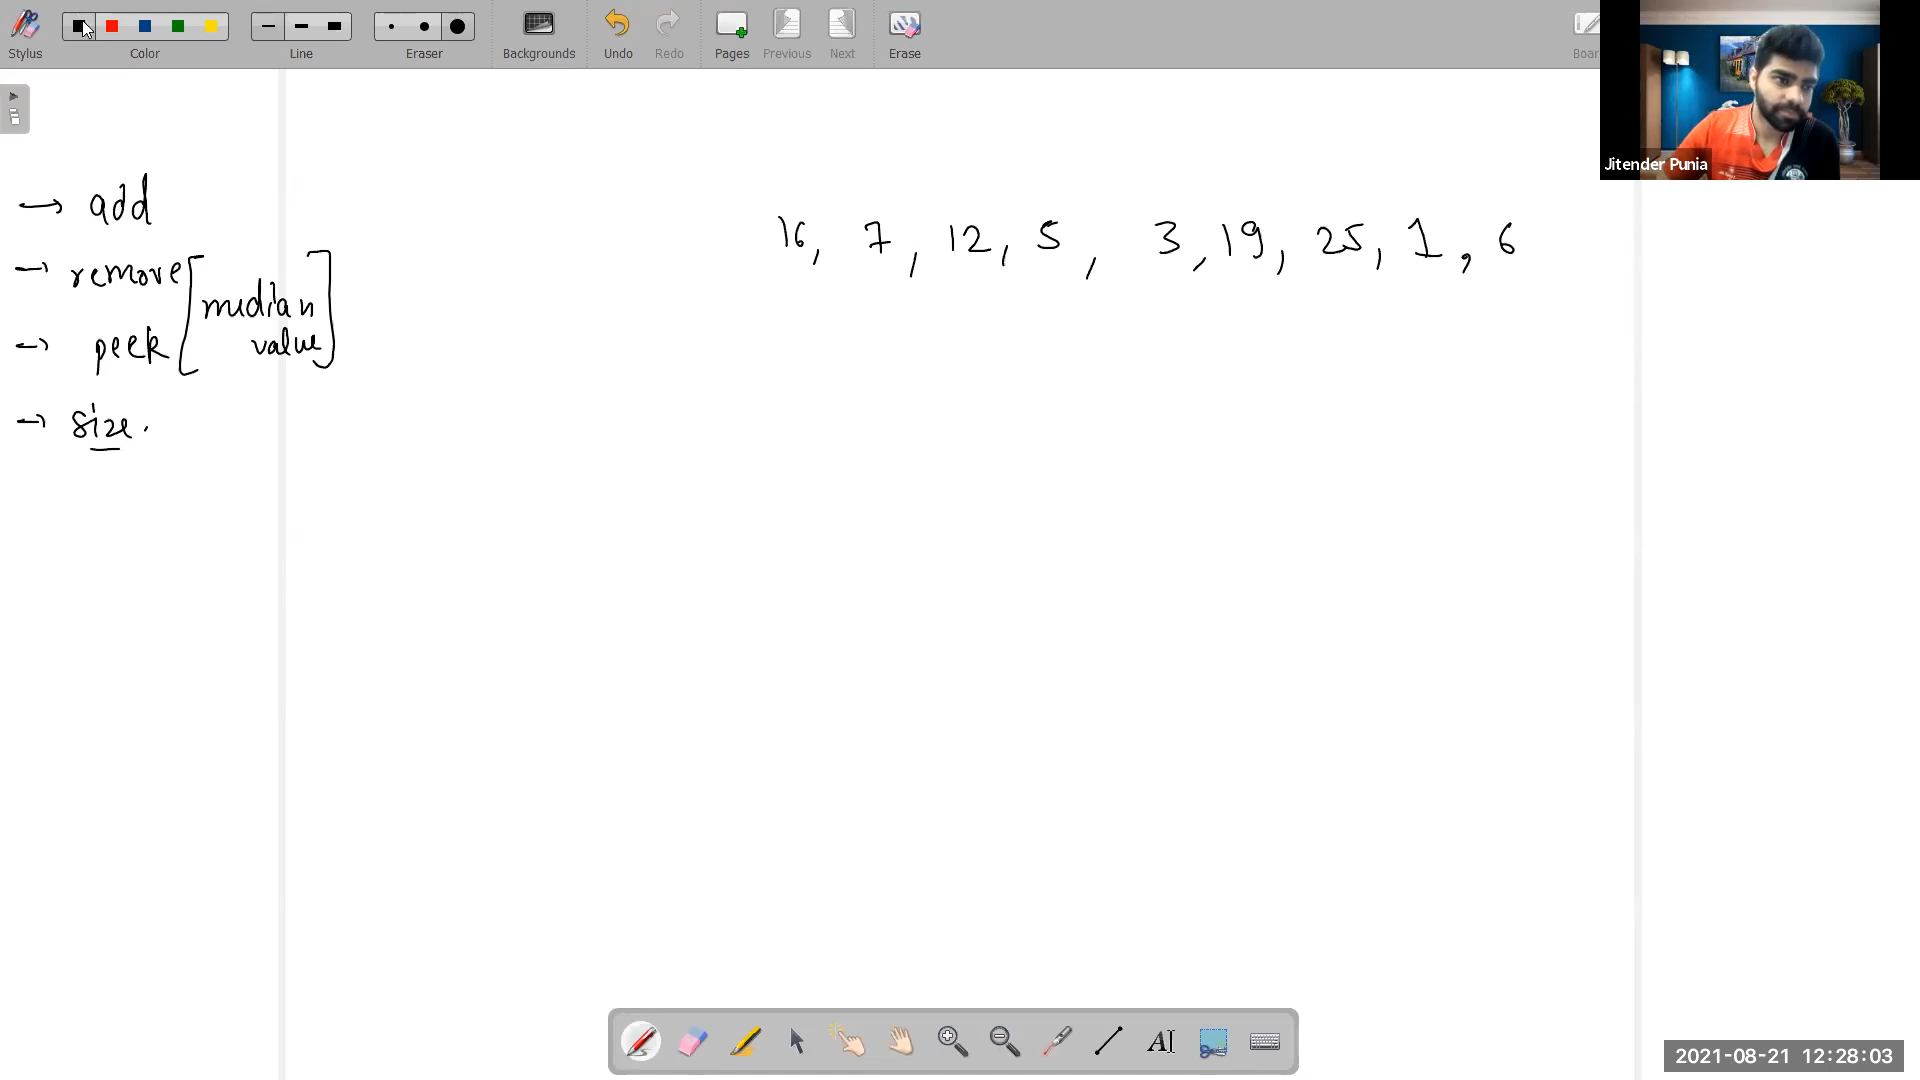 Stylus Color Line Eraser Backgrounds Undo Redo Pages Previous Next Erase Boar
Jitender Punia
→ add
→ remove [median
→ peek value]
→ size.
16, 7, 12, 5, 3, 19, 25, 1, 6
2021-08-21 12:28:03